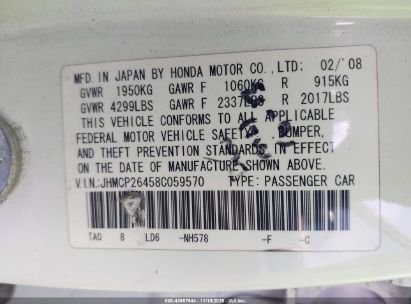 MFD. IN JAPAN BY HONDA MOTOR CO.,LTD: 02/'08
GVWR 1950KG GAWR F 1060KG R 915KG
GVWR 4299LBS GAWR F 2337LBS R 2017LBS
THIS VEHICLE CONFORMS TO ALL APPLICABLE
FEDERAL MOTOR VEHICLE SAFETY, BUMPER,
AND THEFT PREVENTION STANDARDS IN EFFECT
ON THE DATE OF MANUFACTURE SHOWN ABOVE.
V.I.N:JHMCP26458C059570 TYPE: PASSENGER CAR
TA0 8 LD6 -NH578 -F -C